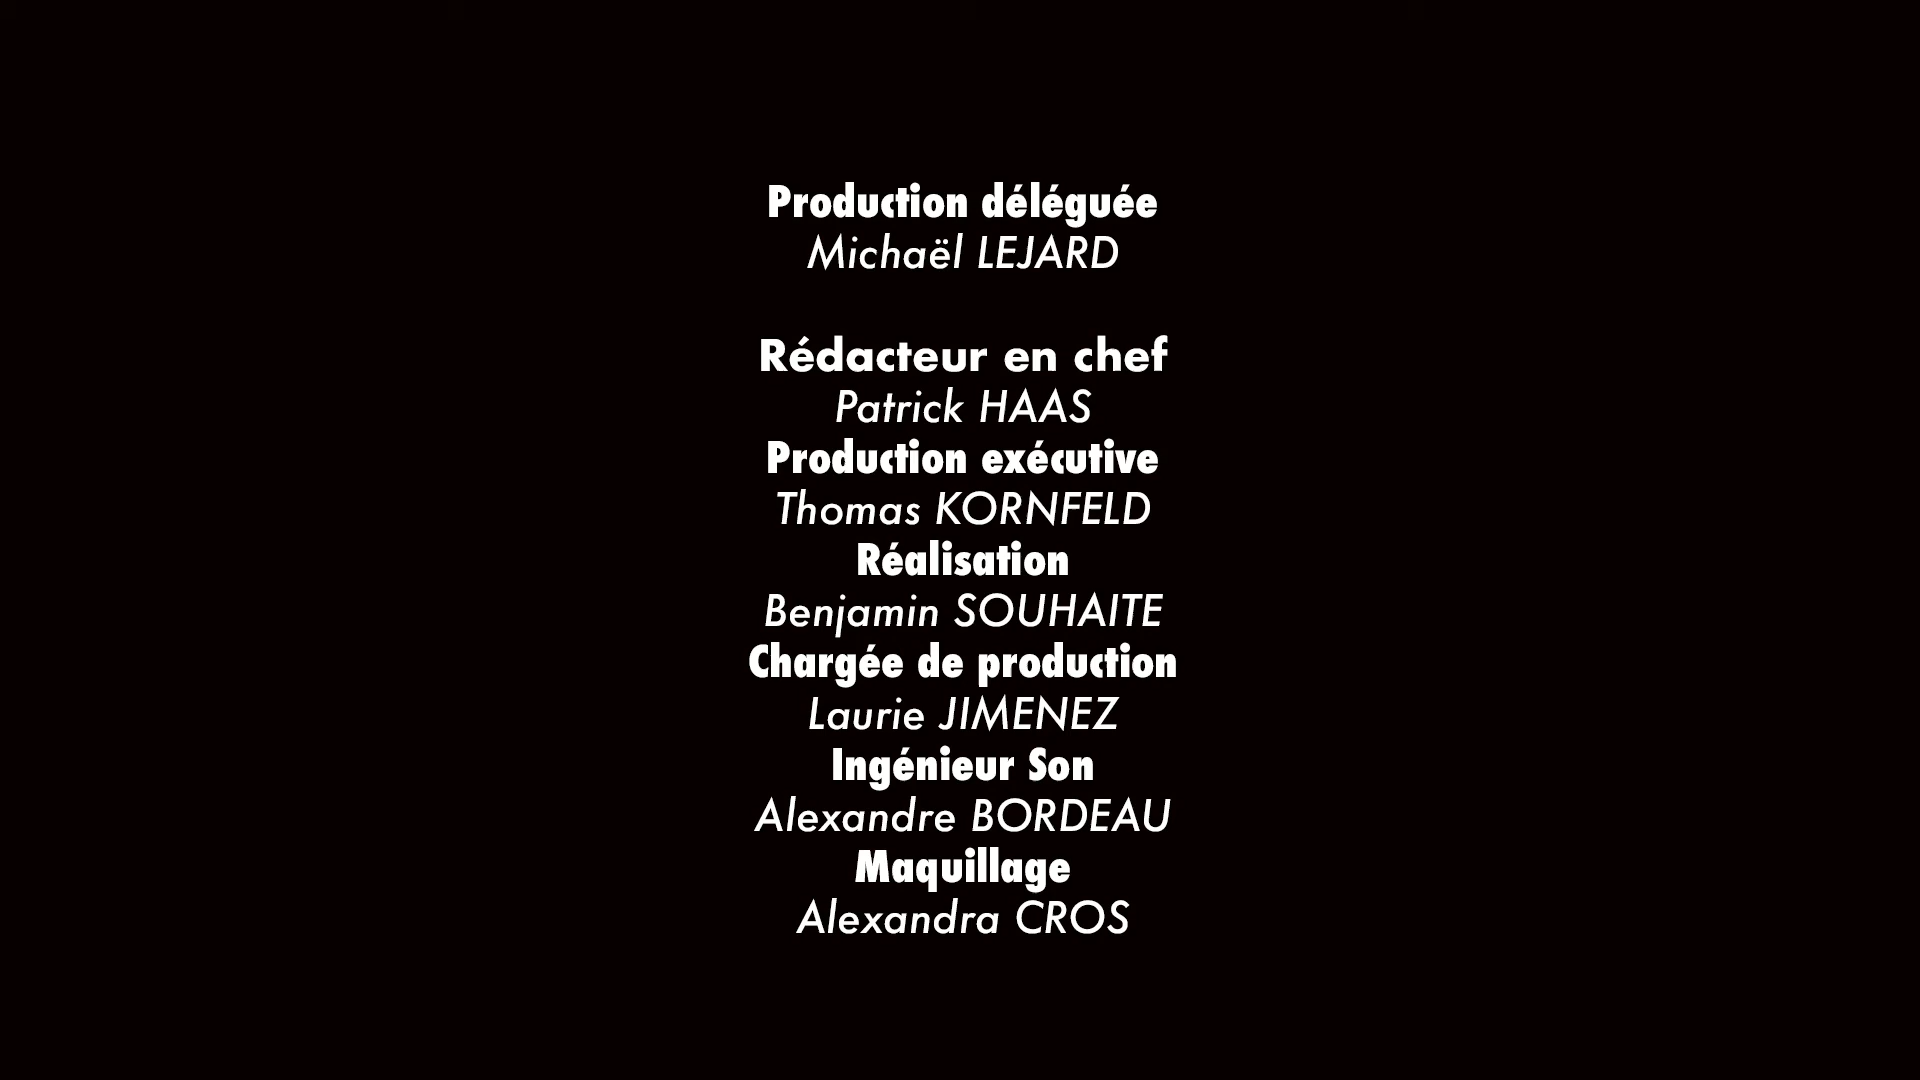 Production déléguée
Michaël LEJARD
Rédacteur en chef
Patrick HAAS
Production exécutive
Thomas KORNFELD
Réalisation
Benjamin SOUHAITE
Chargée de production
Laurie JIMENEZ
Ingénieur Son
Alexandre BORDEAU
Maquillage
Alexandra CROS